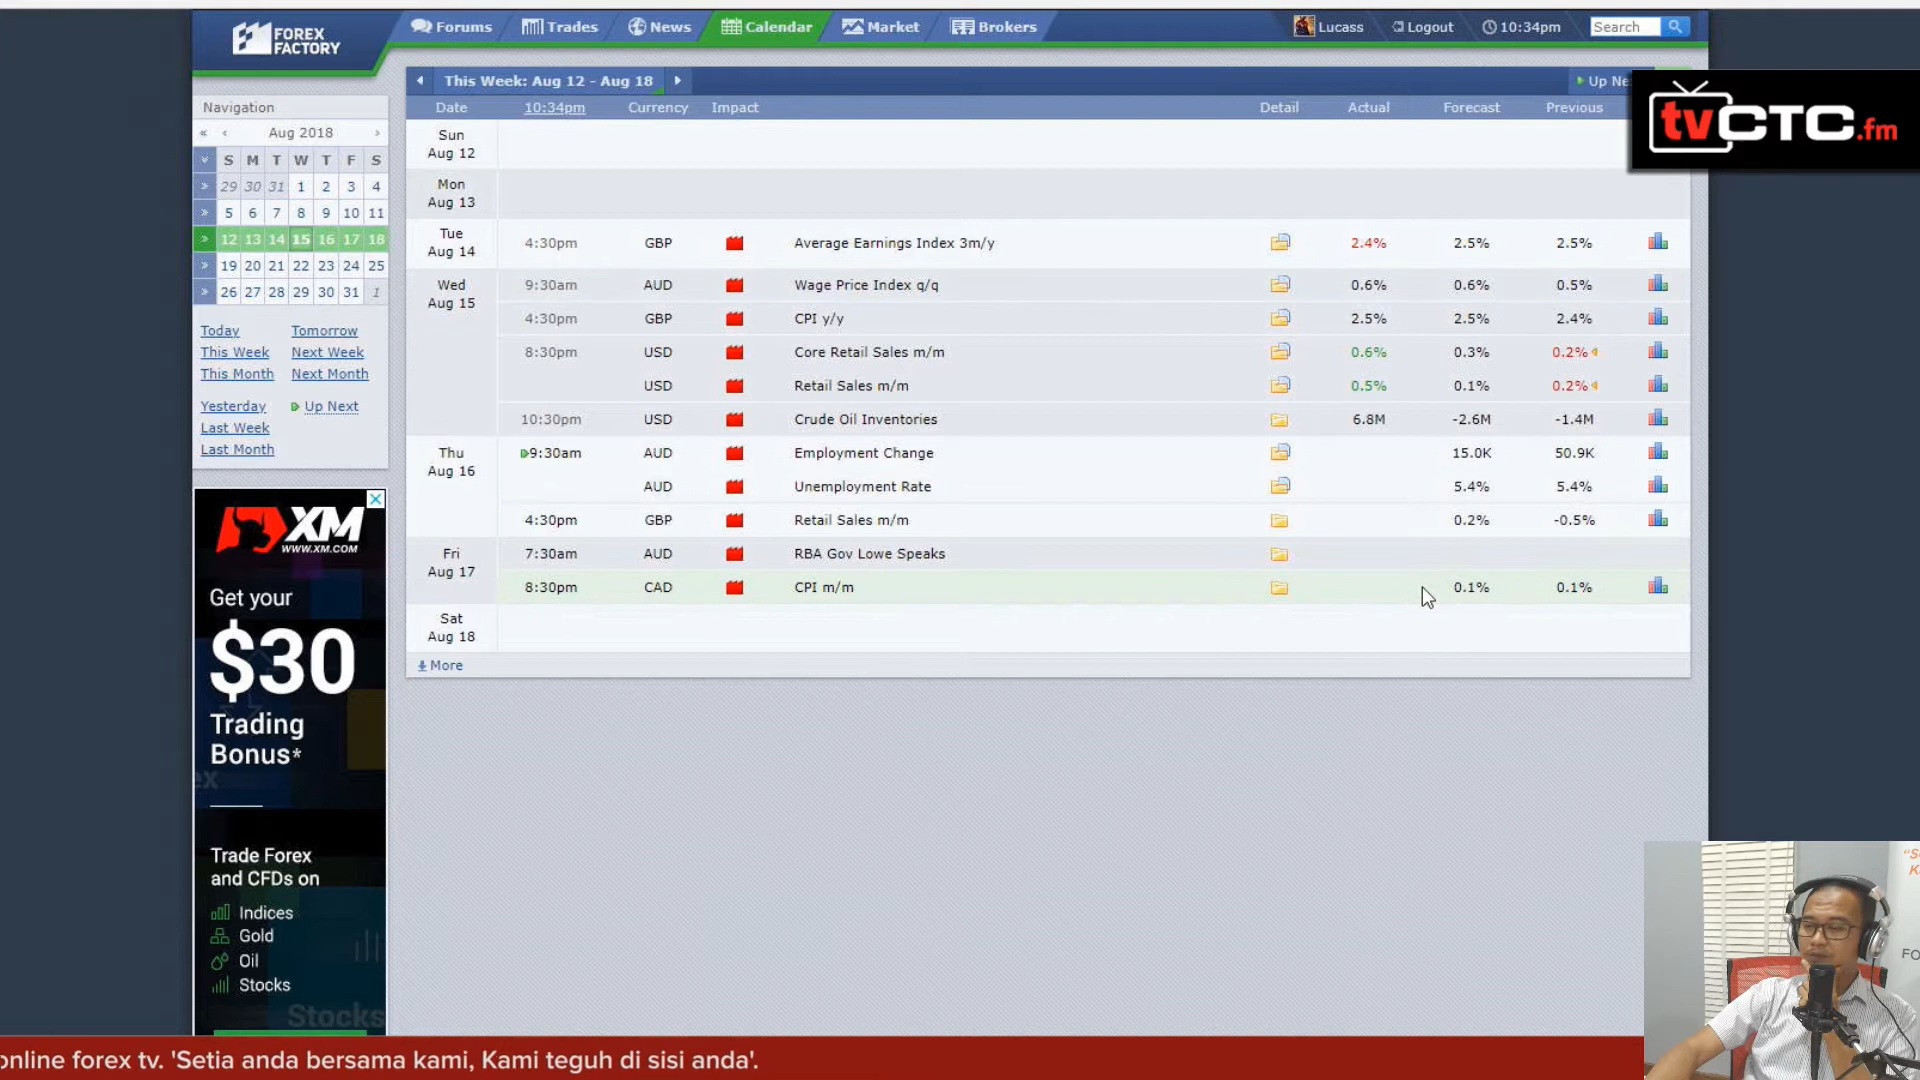 FOREX
FACTORY
Forums
Trades
News
Calendar
Market
Brokers
Lucass
Logout
10:34pm
Search
This Week: Aug 12 - Aug 18
tvCTC.fm
Date 10:34pm Currency Impact Detail Actual Forecast Previous
Navigation
« ‹ Aug 2018 ›
S M T W T F S
29 30 31 1 2 3 4
5 6 7 8 9 10 11
12 13 14 15 16 17 18
19 20 21 22 23 24 25
26 27 28 29 30 31 1
Today Tomorrow
This Week Next Week
This Month Next Month
Yesterday Up Next
Last Week
Last Month
Sun
Aug 12
Mon
Aug 13
Tue
Aug 14
4:30pm GBP Average Earnings Index 3m/y 2.4% 2.5% 2.5%
Wed
Aug 15
9:30am AUD Wage Price Index q/q 0.6% 0.6% 0.5%
4:30pm GBP CPI y/y 2.5% 2.5% 2.4%
8:30pm USD Core Retail Sales m/m 0.6% 0.3% 0.2%
USD Retail Sales m/m 0.5% 0.1% 0.2%
10:30pm USD Crude Oil Inventories 6.8M -2.6M -1.4M
Thu
Aug 16
9:30am AUD Employment Change 15.0K 50.9K
AUD Unemployment Rate 5.4% 5.4%
4:30pm GBP Retail Sales m/m 0.2% -0.5%
Fri
Aug 17
7:30am AUD RBA Gov Lowe Speaks
8:30pm CAD CPI m/m 0.1% 0.1%
Sat
Aug 18
More
XM
WWW.XM.COM
Get your
$30
Trading
Bonus*
Trade Forex
and CFDs on
Indices
Gold
Oil
Stocks
Stocks
online forex tv. 'Setia anda bersama kami, Kami teguh di sisi anda'.